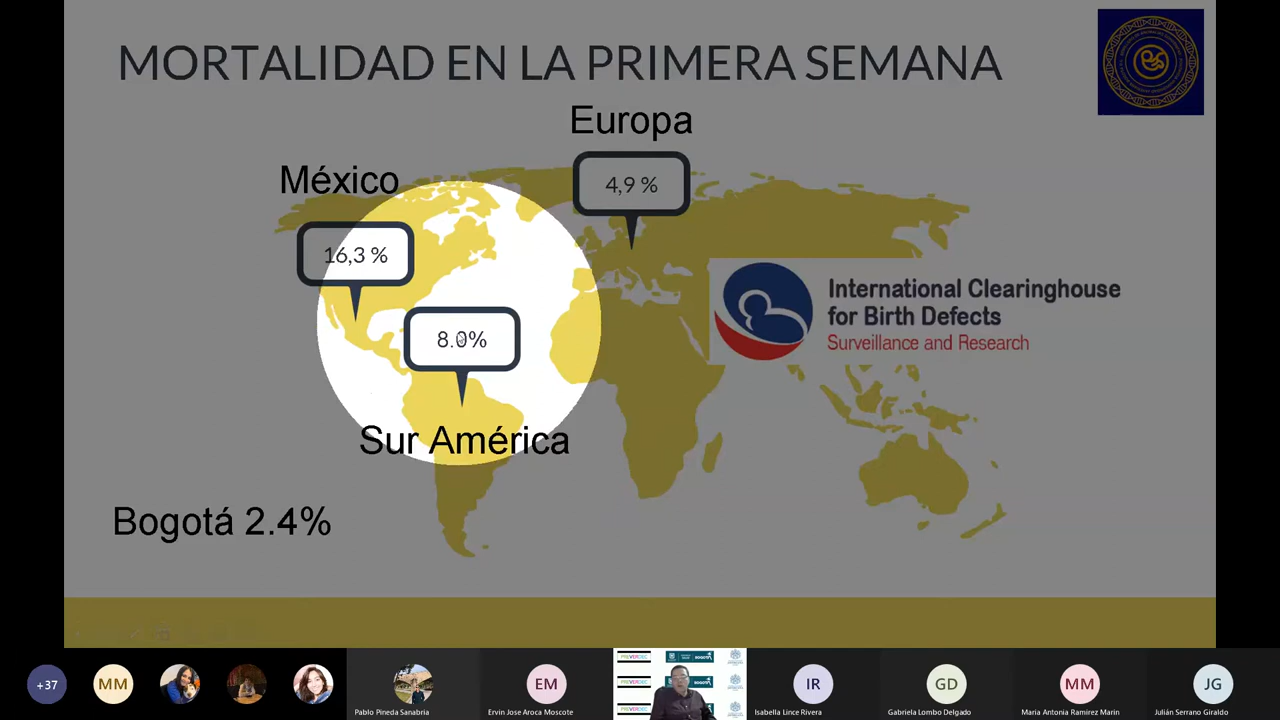 MORTALIDAD EN LA PRIMERA SEMANA
Europa
4,9 %
México
16,3 %
8.0%
Sur América
International Clearinghouse
for Birth Defects
Surveillance and Research
Bogotá 2.4%
+37
MM
Pablo Pineda Sanabria
EM
Ervin Jose Aroca Moscote
PREVERDEC
BOGOTÁ
IR
Isabella Lince Rivera
GD
Gabriela Lombo Delgado
MM
Maria Antonia Ramirez Marin
JG
Julián Serrano Giraldo